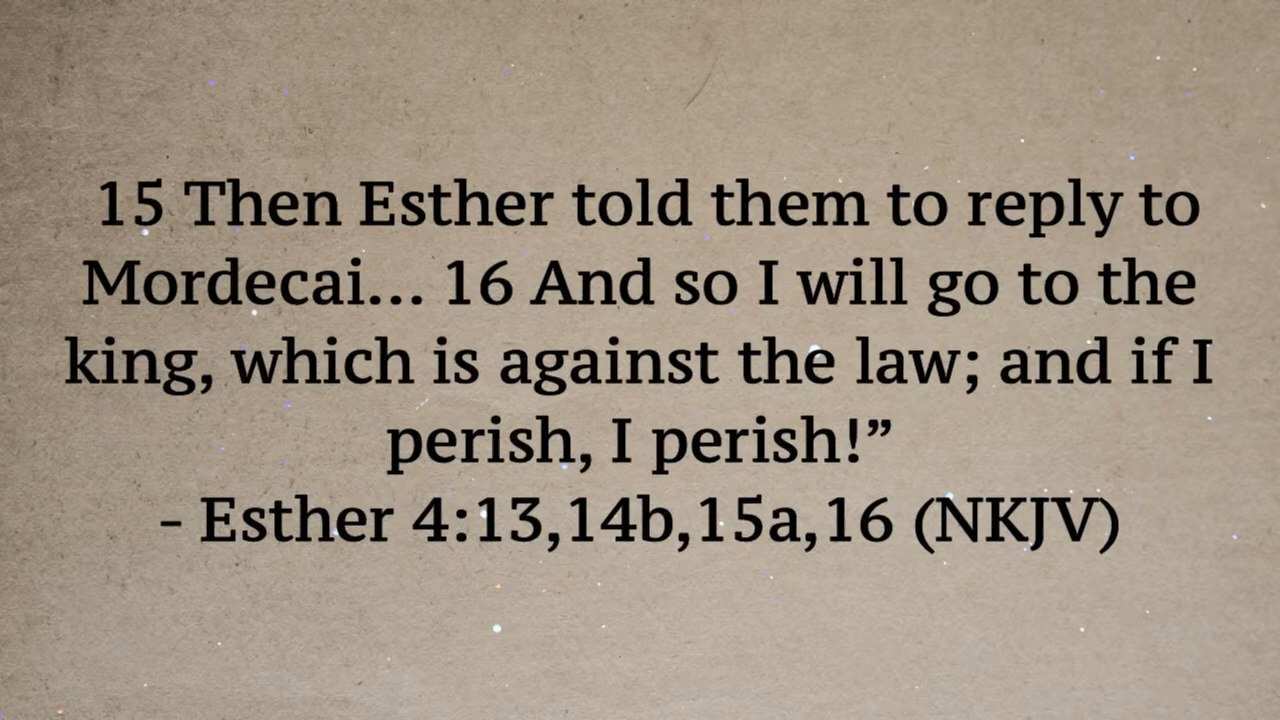 15 Then Esther told them to reply to
Mordecai... 16 And so I will go to the
king, which is against the law; and if I
perish, I perish!”
- Esther 4:13,14b,15a,16 (NKJV)